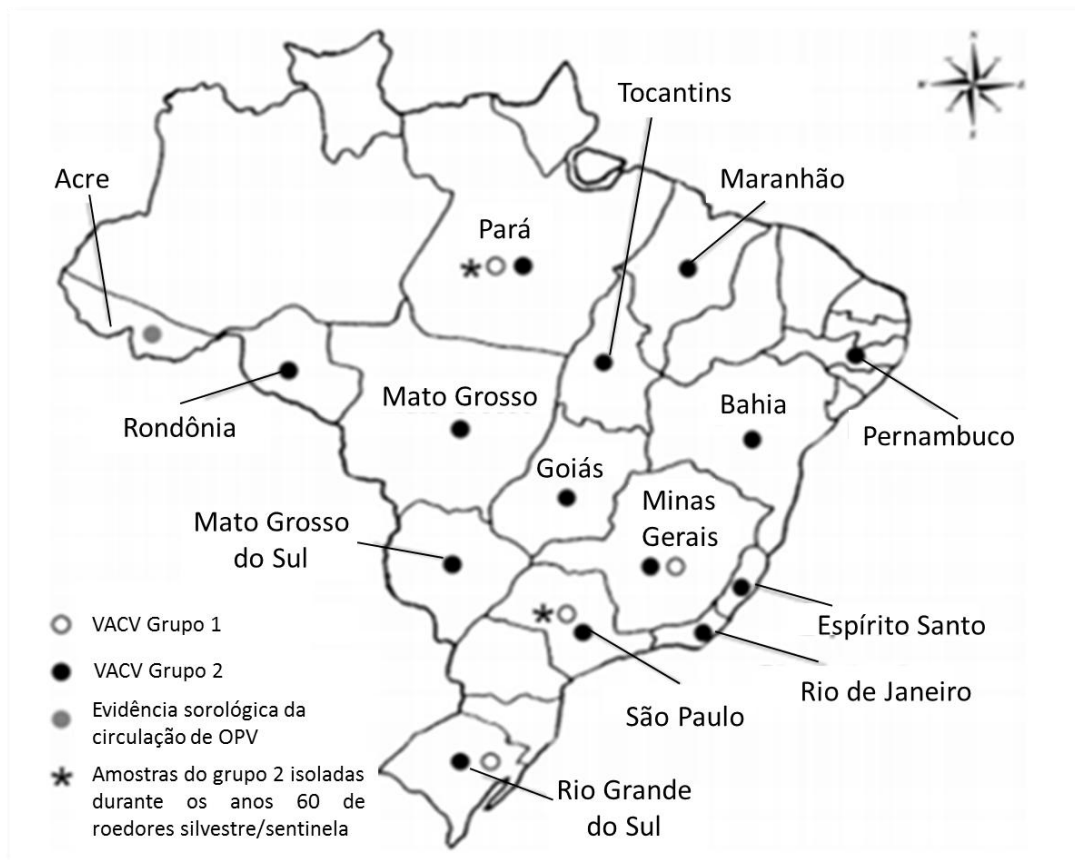 Tocantins
Acre
Maranhão
Pará
Mato Grosso
Bahia
Rondônia
Pernambuco
Goiás
Minas
Gerais
Mato Grosso
do Sul
VACV Grupo 1
Espírito Santo
VACV Grupo 2
Rio de Janeiro
Evidência sorológica da
circulação de OPV
São Paulo
Amostras do grupo 2 isoladas
durante os anos 60 de
roedores silvestre/sentinela
Rio Grande
do Sul